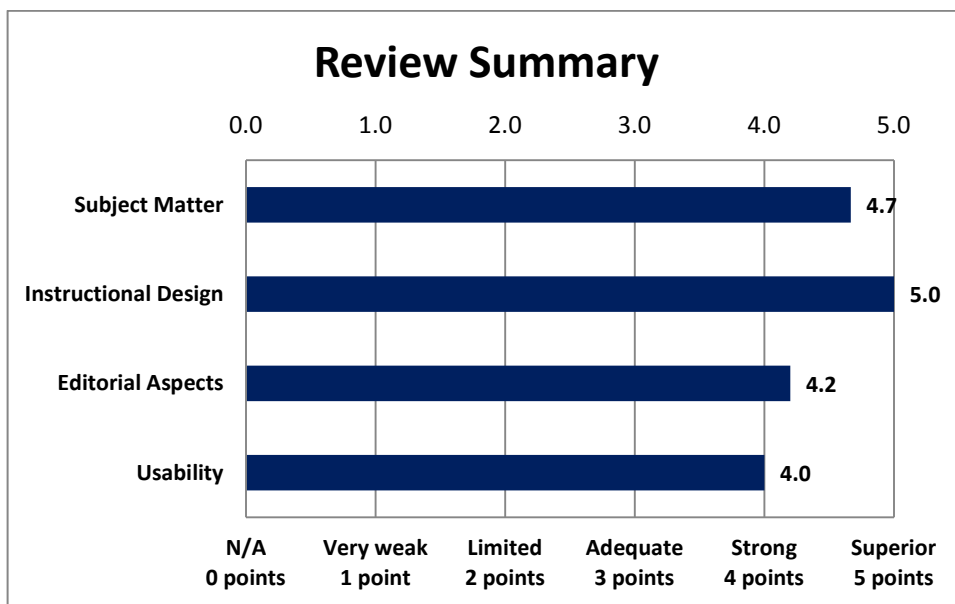 Review Summary
0.0 1.0 2.0 3.0 4.0 5.0
Subject Matter 4.7
Instructional Design 5.0
Editorial Aspects 4.2
Usability 4.0
N/A Very weak Limited Adequate Strong Superior
0 points 1 point 2 points 3 points 4 points 5 points